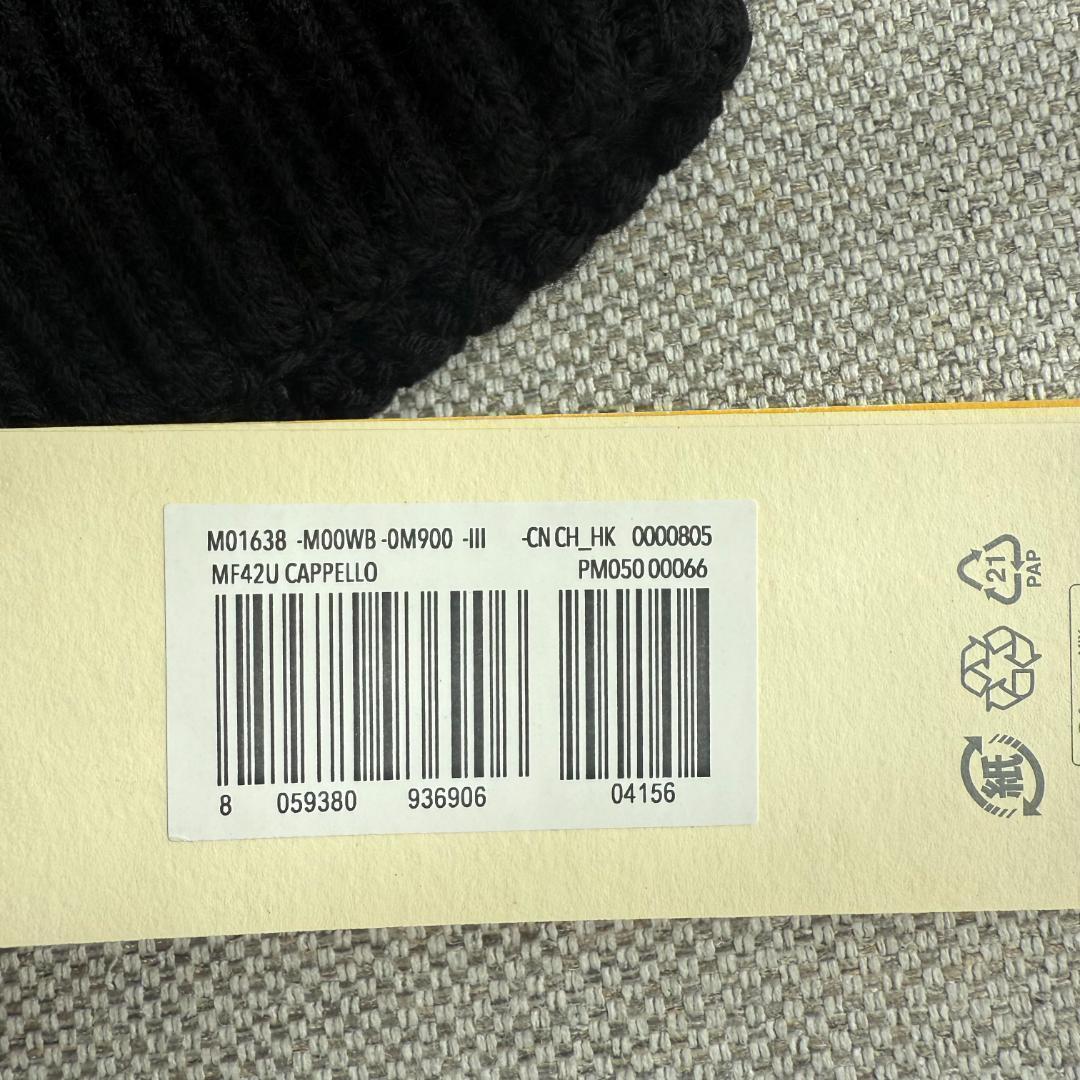 M01638 -M00WB -0M900 -III -CN CH_HK 0000805
MF42U CAPPELLO PM050 00066
8 059380 936906 04156
21
PAP
紙